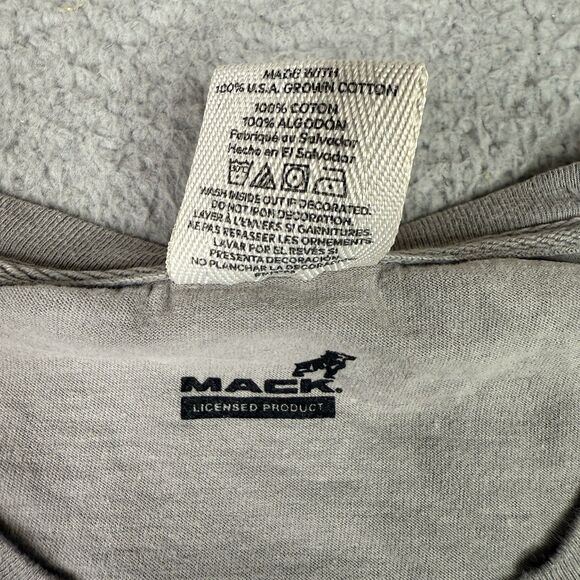 MADE WITH
100% U.S.A. GROWN COTTON
100% COTON
100% ALGODÓN
Fabriqué au Salvador
Hecho en El Salvador
WASH INSIDE OUT IF DECORATED.
DO NOT IRON DECORATION.
LAVER À L'ENVERS SI GARNITURES.
NE PAS REPASSER LES ORNEMENTS.
LAVAR POR EL REVÉS SI
PRESENTA DECORACIÓN
NO PLANCHAR LA DECORACIÓN
MACK.
LICENSED PRODUCT